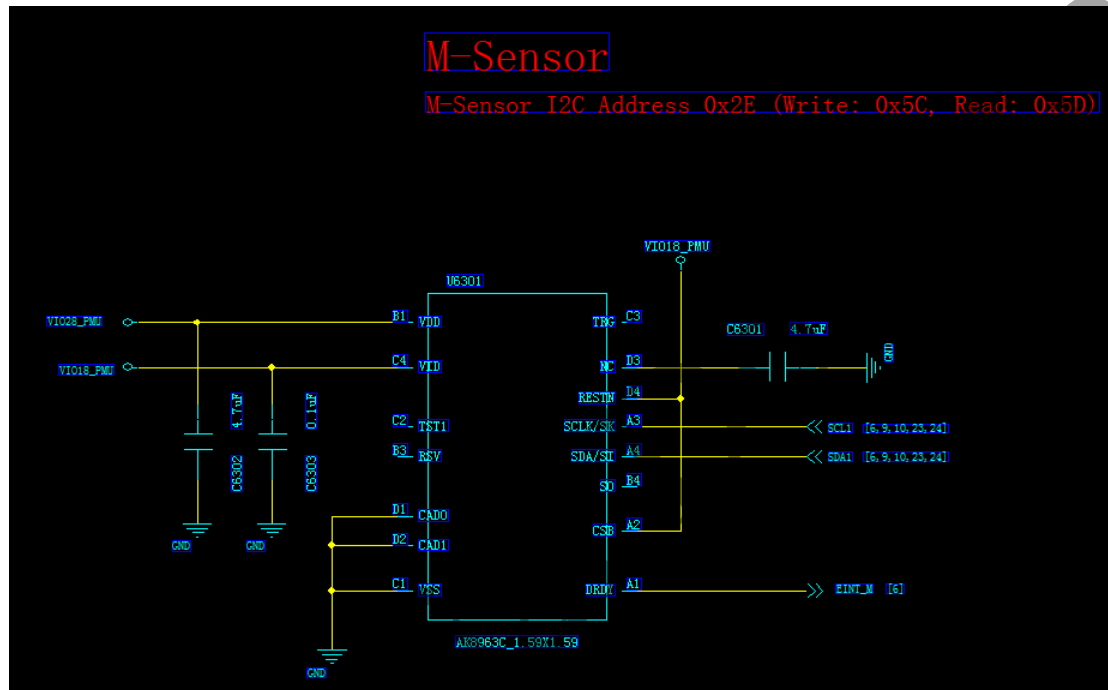 M-Sensor
M-Sensor I2C Address 0x2E (Write: 0x5C, Read: 0x5D)
VIO18_PMU
U6301
VIO28_PMU
B1
VDD
TRG
C3
C6301
4.7uF
GND
VIO18_PMU
C4
VID
NC
D3
RESTN
D4
4.7uF
0.1uF
C2
TST1
SCLK/SK
A3
SCL1 [6,9,10,23,24]
B3
RSV
SDA/SI
A4
SDA1 [6,9,10,23,24]
C6302
C6303
SO
B4
D1
CAD0
CSB
A2
GND
GND
D2
CAD1
C1
VSS
DRDY
A1
EINT_M [6]
AK8963C_1.59X1.59
GND